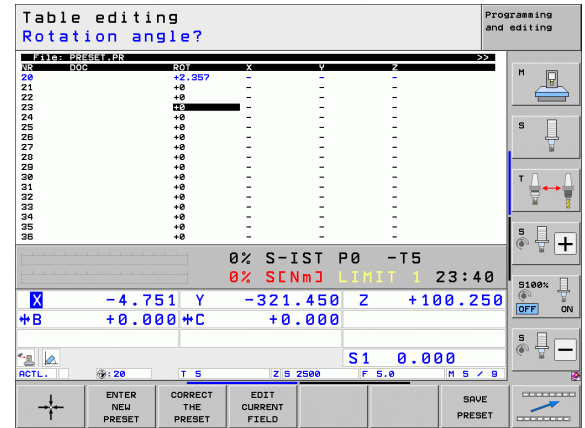 Table editing
Rotation angle?
Programming
and editing
File: PRESET.PR >>
NR DOC ROT X Y Z
20 +2.357 - - -
21 +0 - - -
22 +0 - - -
23 +0 - - -
24 +0 - - -
25 +0 - - -
26 +0 - - -
27 +0 - - -
28 +0 - - -
29 +0 - - -
30 +0 - - -
31 +0 - - -
32 +0 - - -
33 +0 - - -
34 +0 - - -
35 +0 - - -
36 +0 - - -
0% S-IST P0 -T5
0% S[Nm] LIMIT 1 23:40
X -4.751 Y -321.450 Z +100.250
B +0.000 C +0.000
S1 0.000
ACTL. : 20 T 5 Z S 2500 F 5.0 M 5 / 9
M
S
T
S
+
S100%
OFF ON
S
-
ENTER
NEW
PRESET
CORRECT
THE
PRESET
EDIT
CURRENT
FIELD
SAVE
PRESET